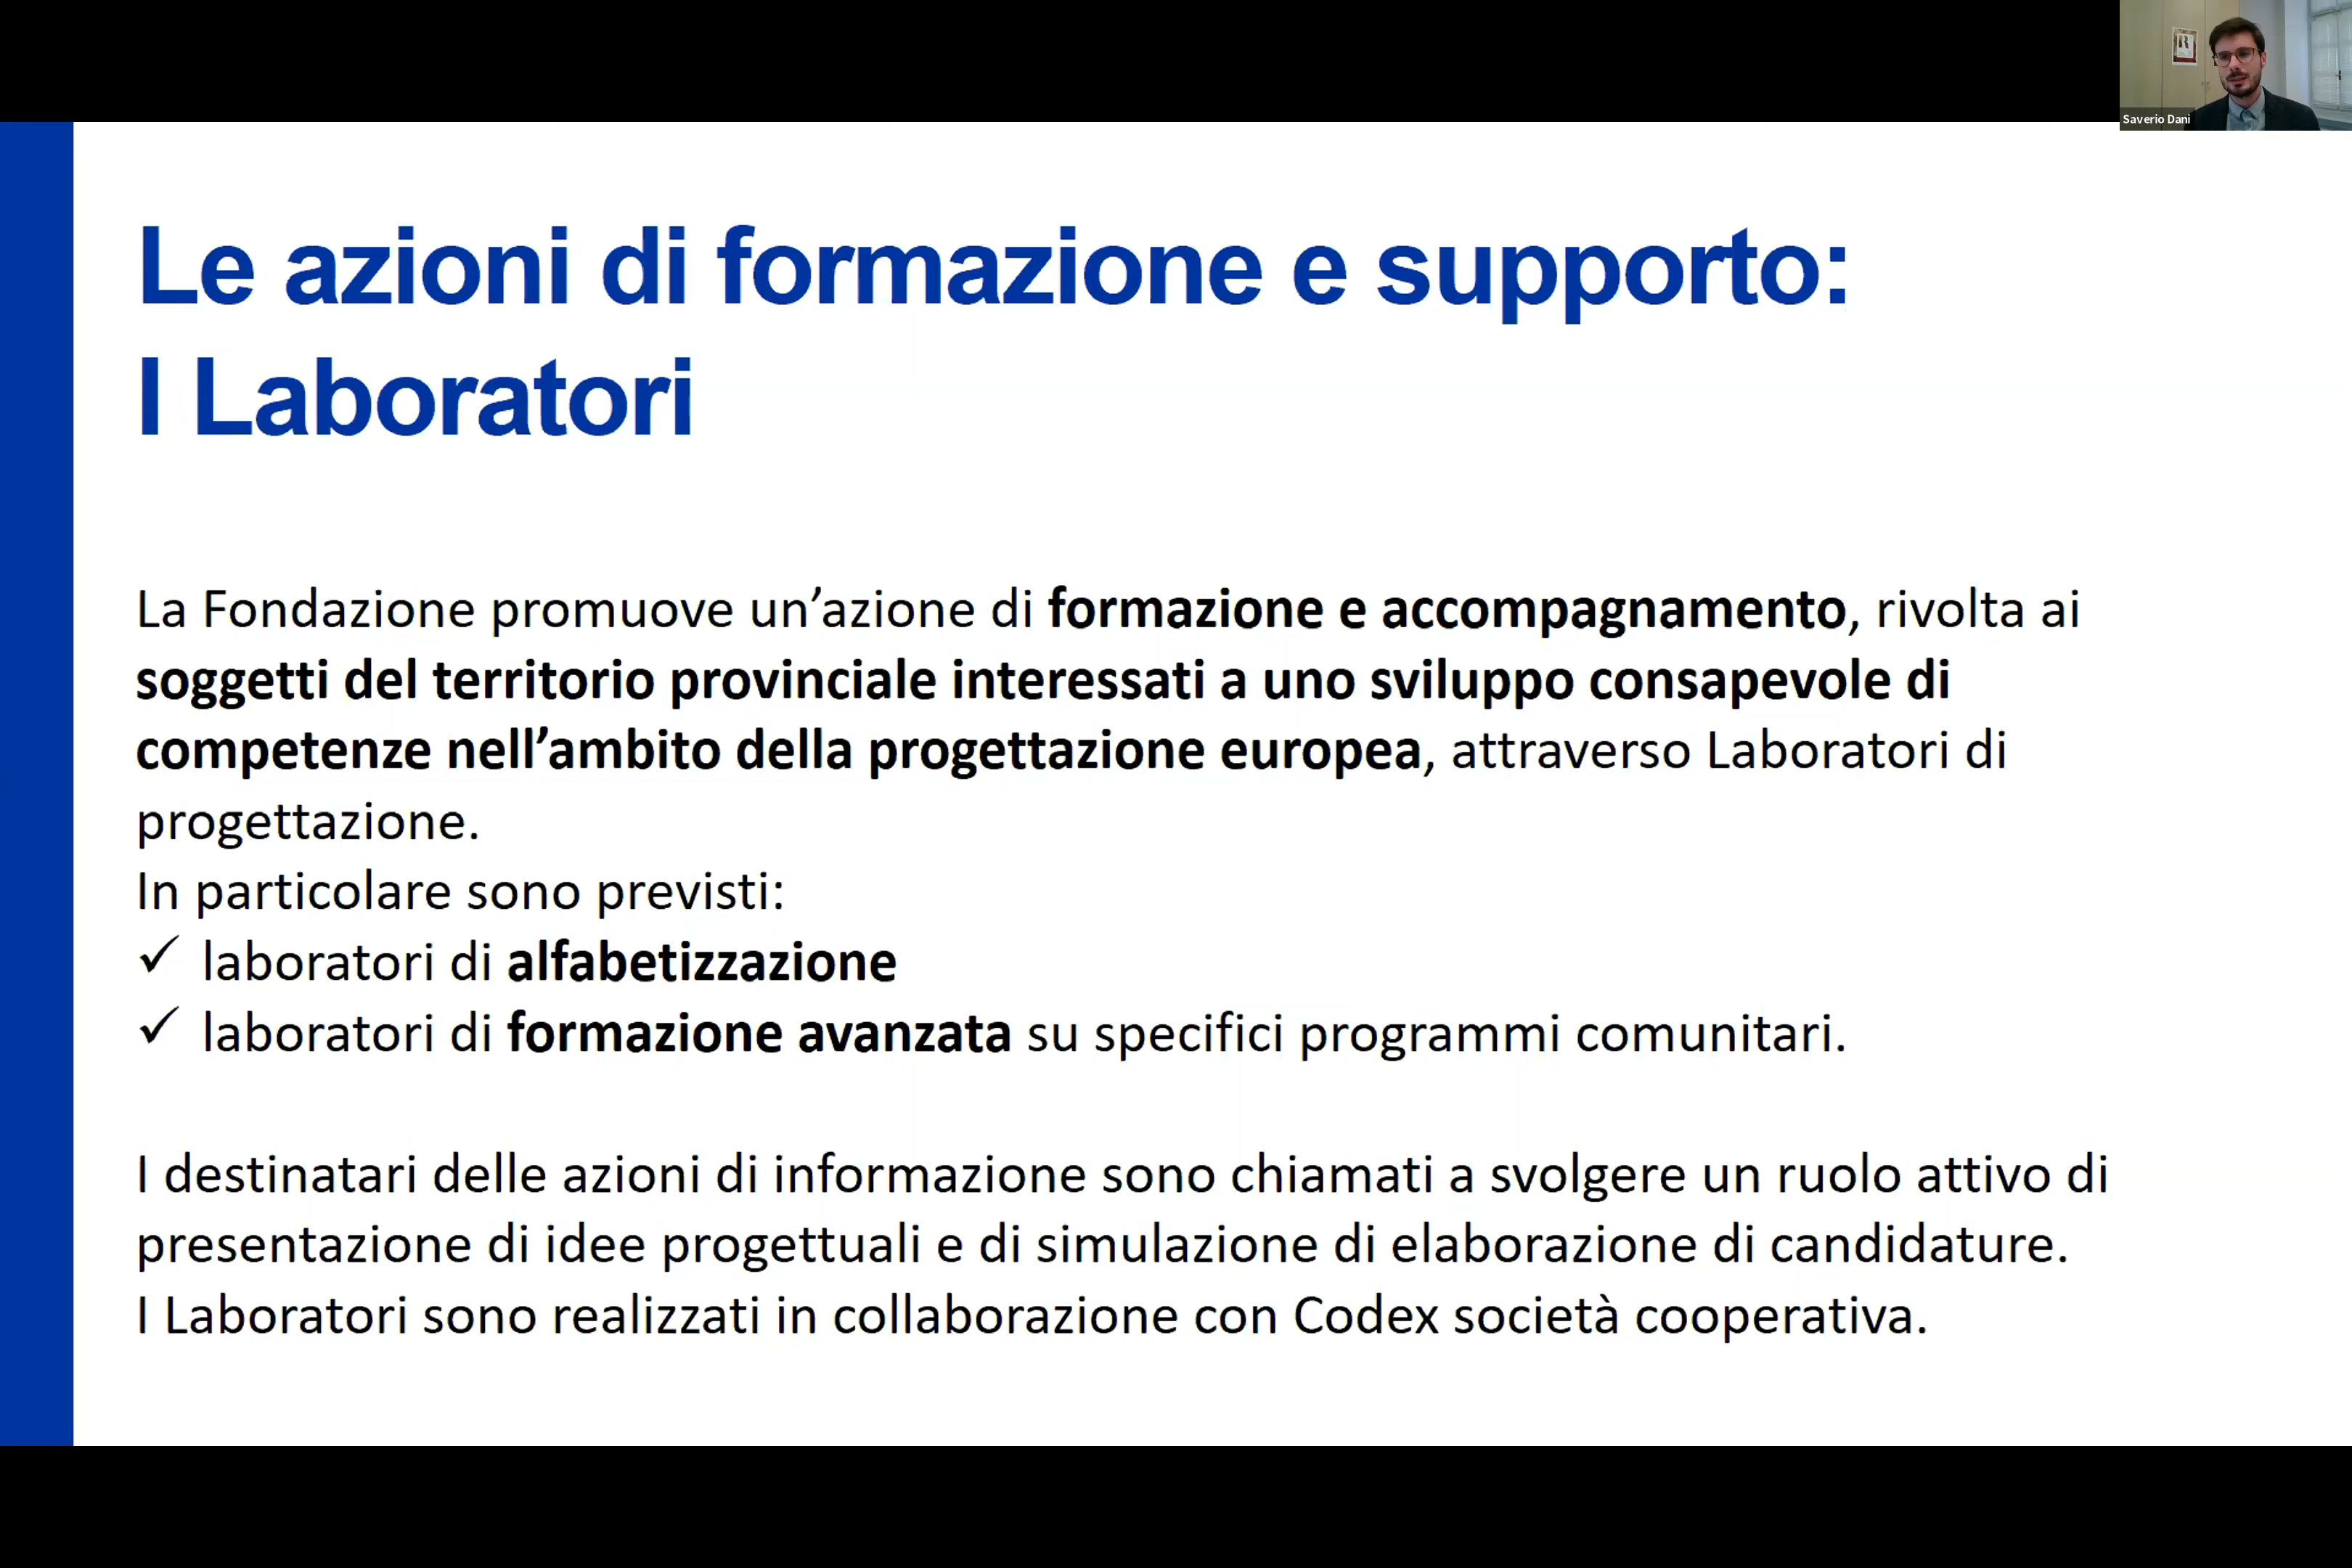 Saverio Dani
Le azioni di formazione e supporto:
I Laboratori
La Fondazione promuove un’azione di formazione e accompagnamento, rivolta ai
soggetti del territorio provinciale interessati a uno sviluppo consapevole di
competenze nell’ambito della progettazione europea, attraverso Laboratori di
progettazione.
In particolare sono previsti:
✓ laboratori di alfabetizzazione
✓ laboratori di formazione avanzata su specifici programmi comunitari.
I destinatari delle azioni di informazione sono chiamati a svolgere un ruolo attivo di
presentazione di idee progettuali e di simulazione di elaborazione di candidature.
I Laboratori sono realizzati in collaborazione con Codex società cooperativa.